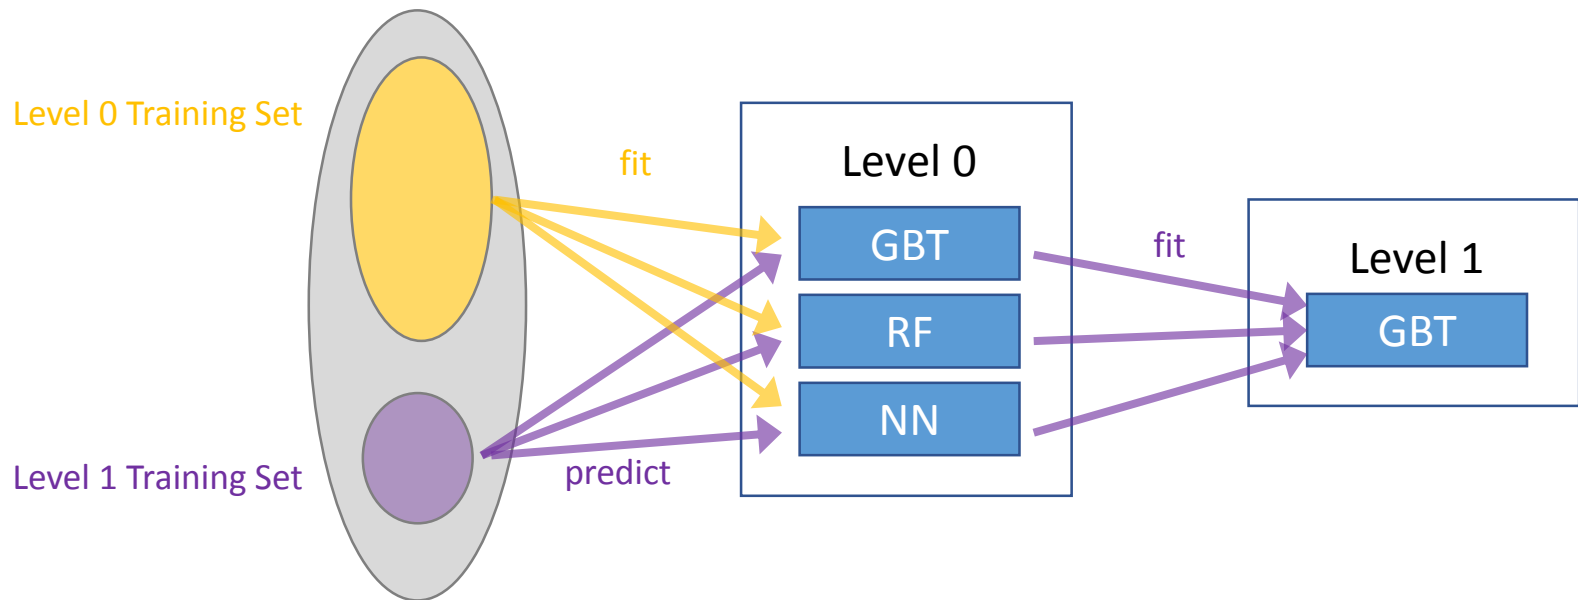 Level 0 Training Set
fit
Level 0
GBT
RF
NN
fit
Level 1
GBT
Level 1 Training Set
predict